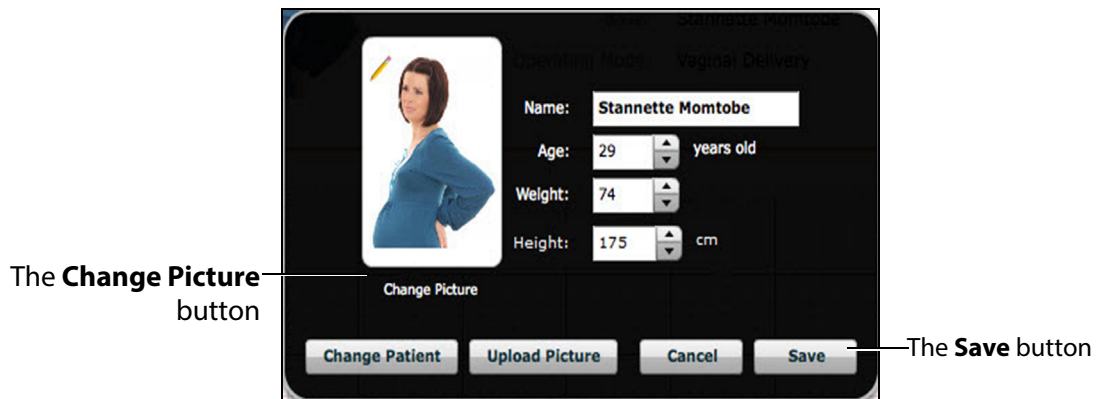 Stannette Momtobe
Operating Mode: Vaginal Delivery
Name: Stannette Momtobe
Age: 29 years old
Weight: 74
Height: 175 cm
The Change Picture
button
Change Picture
Change Patient Upload Picture Cancel Save
The Save button